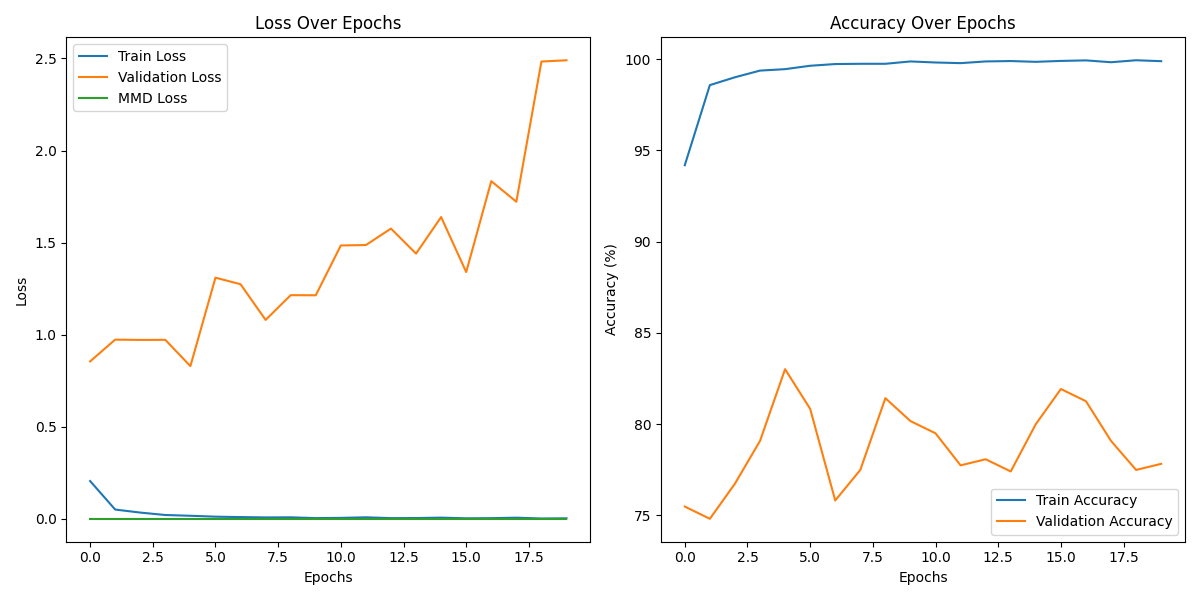 Loss Over Epochs
Train Loss
Validation Loss
MMD Loss
2.5
2.0
1.5
1.0
0.5
0.0
Loss
0.0 2.5 5.0 7.5 10.0 12.5 15.0 17.5
Epochs
Accuracy Over Epochs
100
95
90
85
80
75
Accuracy (%)
Train Accuracy
Validation Accuracy
0.0 2.5 5.0 7.5 10.0 12.5 15.0 17.5
Epochs